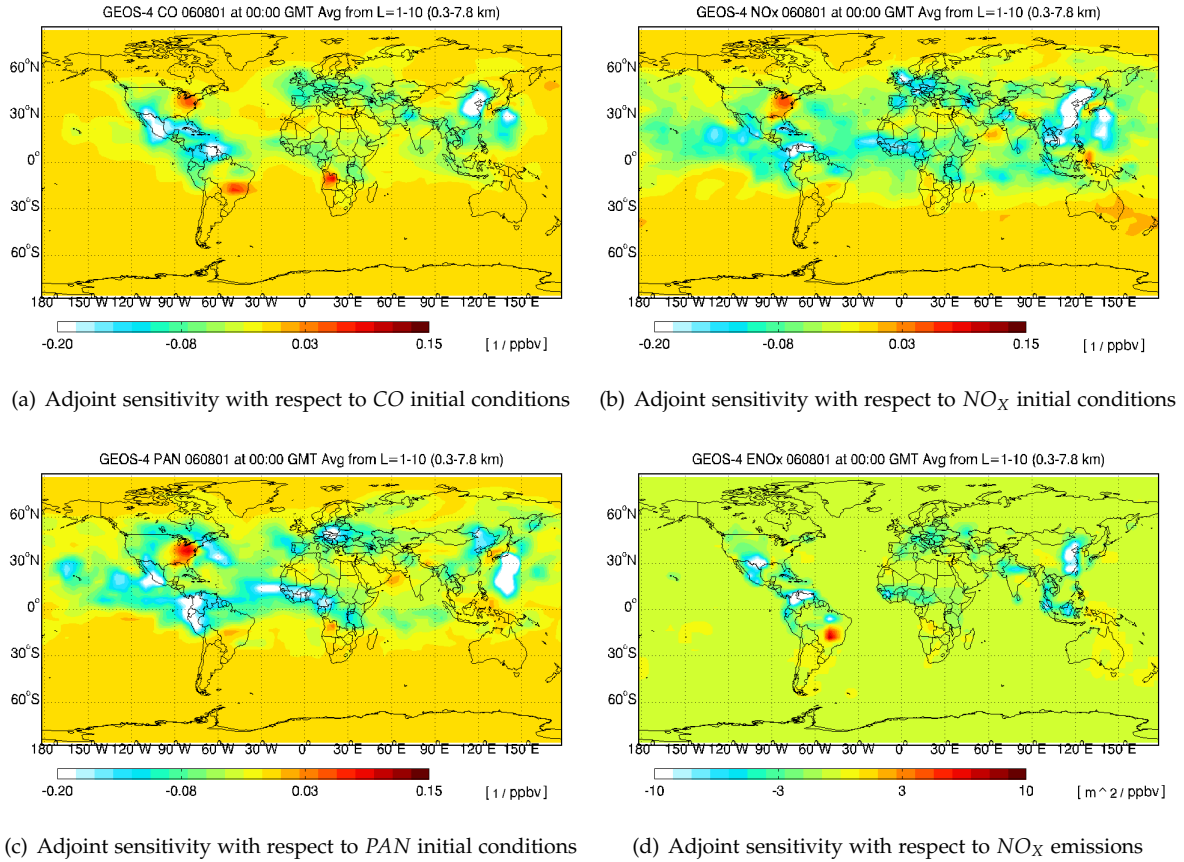 GEOS-4 CO 060801 at 00:00 GMT Avg from L=1-10 (0.3-7.8 km)
60°N
30°N
0°
30°S
60°S
180°W 150°W 120°W 90°W 60°W 30°W 0° 30°E 60°E 90°E 120°E 150°E
-0.20 -0.08 0.03 0.15 [ 1 / ppbv ]
(a) Adjoint sensitivity with respect to CO initial conditions
GEOS-4 NOx 060801 at 00:00 GMT Avg from L=1-10 (0.3-7.8 km)
60°N
30°N
0°
30°S
60°S
180°W 150°W 120°W 90°W 60°W 30°W 0° 30°E 60°E 90°E 120°E 150°E
-0.20 -0.08 0.03 0.15 [ 1 / ppbv ]
(b) Adjoint sensitivity with respect to NOX initial conditions
GEOS-4 PAN 060801 at 00:00 GMT Avg from L=1-10 (0.3-7.8 km)
60°N
30°N
0°
30°S
60°S
180°W 150°W 120°W 90°W 60°W 30°W 0° 30°E 60°E 90°E 120°E 150°E
-0.20 -0.08 0.03 0.15 [ 1 / ppbv ]
(c) Adjoint sensitivity with respect to PAN initial conditions
GEOS-4 ENOx 060801 at 00:00 GMT Avg from L=1-10 (0.3-7.8 km)
60°N
30°N
0°
30°S
60°S
180°W 150°W 120°W 90°W 60°W 30°W 0° 30°E 60°E 90°E 120°E 150°E
-10 -3 3 10 [ m^2 / ppbv ]
(d) Adjoint sensitivity with respect to NOX emissions